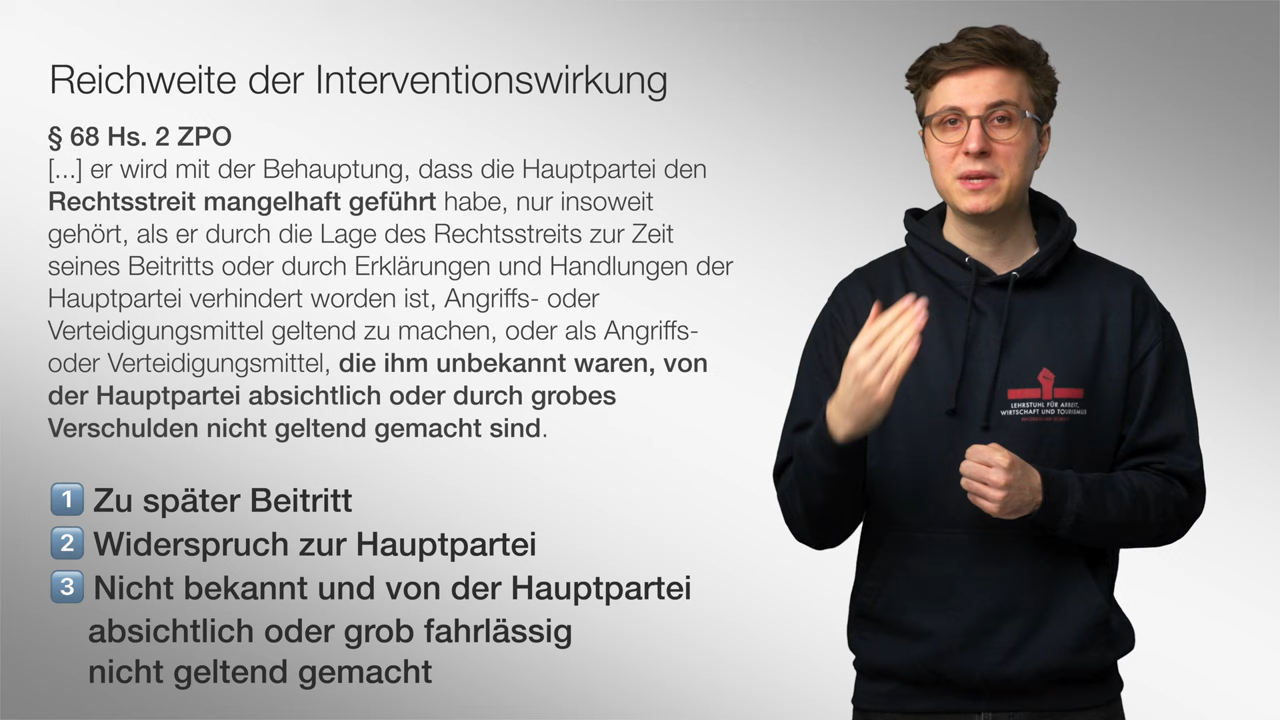 Reichweite der Interventionswirkung
§ 68 Hs. 2 ZPO
[...] er wird mit der Behauptung, dass die Hauptpartei den
Rechtsstreit mangelhaft geführt habe, nur insoweit
gehört, als er durch die Lage des Rechtsstreits zur Zeit
seines Beitritts oder durch Erklärungen und Handlungen der
Hauptpartei verhindert worden ist, Angriffs- oder
Verteidigungsmittel geltend zu machen, oder als Angriffs-
oder Verteidigungsmittel, die ihm unbekannt waren, von
der Hauptpartei absichtlich oder durch grobes
Verschulden nicht geltend gemacht sind.
1 Zu später Beitritt
2 Widerspruch zur Hauptpartei
3 Nicht bekannt und von der Hauptpartei
absichtlich oder grob fahrlässig
nicht geltend gemacht
LEHRSTUHL FÜR ARBEIT,
WIRTSCHAFT UND TOURISMUS